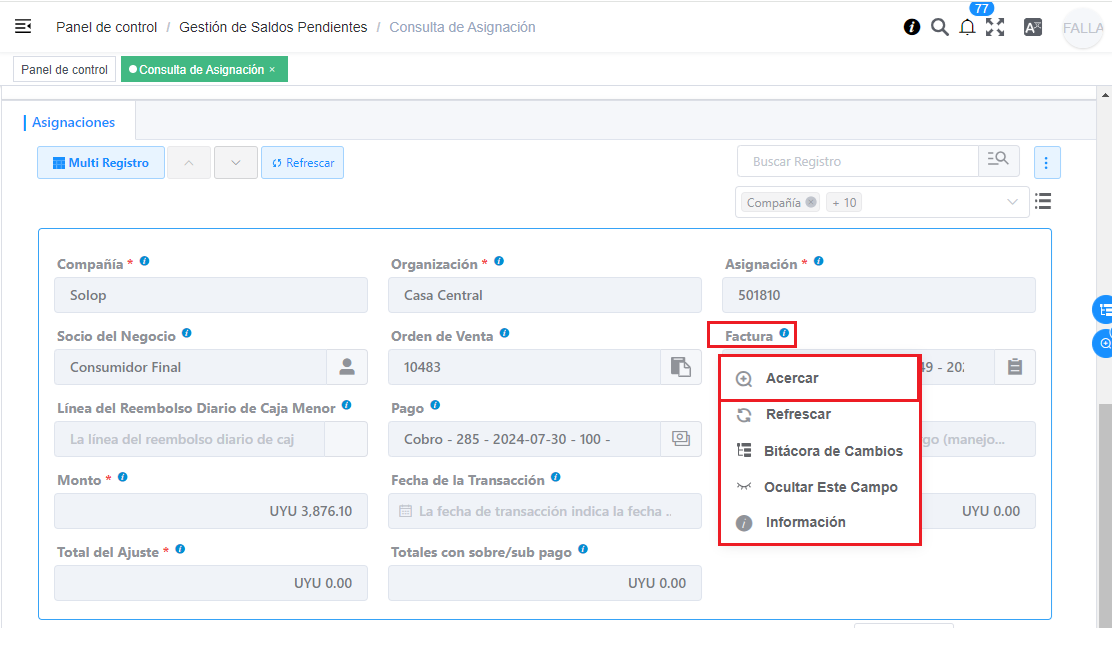 Panel de control / Gestión de Saldos Pendientes / Consulta de Asignación
77
FALLA
Panel de control
Consulta de Asignación ×
Asignaciones
Multi Registro
Refrescar
Buscar Registro
Compañía
+ 10
Compañía *
Organización *
Asignación *
Solop
Casa Central
501810
Socio del Negocio
Orden de Venta
Factura
Consumidor Final
10483
49 - 202
Acercar
Refrescar
Bitácora de Cambios
Ocultar Este Campo
Información
Línea del Reembolso Diario de Caja Menor
Pago
La línea del reembolso diario de caj
Cobro - 285 - 2024-07-30 - 100 -
go (manejo...
Monto *
Fecha de la Transacción
UYU 3,876.10
La fecha de transacción indica la fecha ..
UYU 0.00
Total del Ajuste *
Totales con sobre/sub pago
UYU 0.00
UYU 0.00